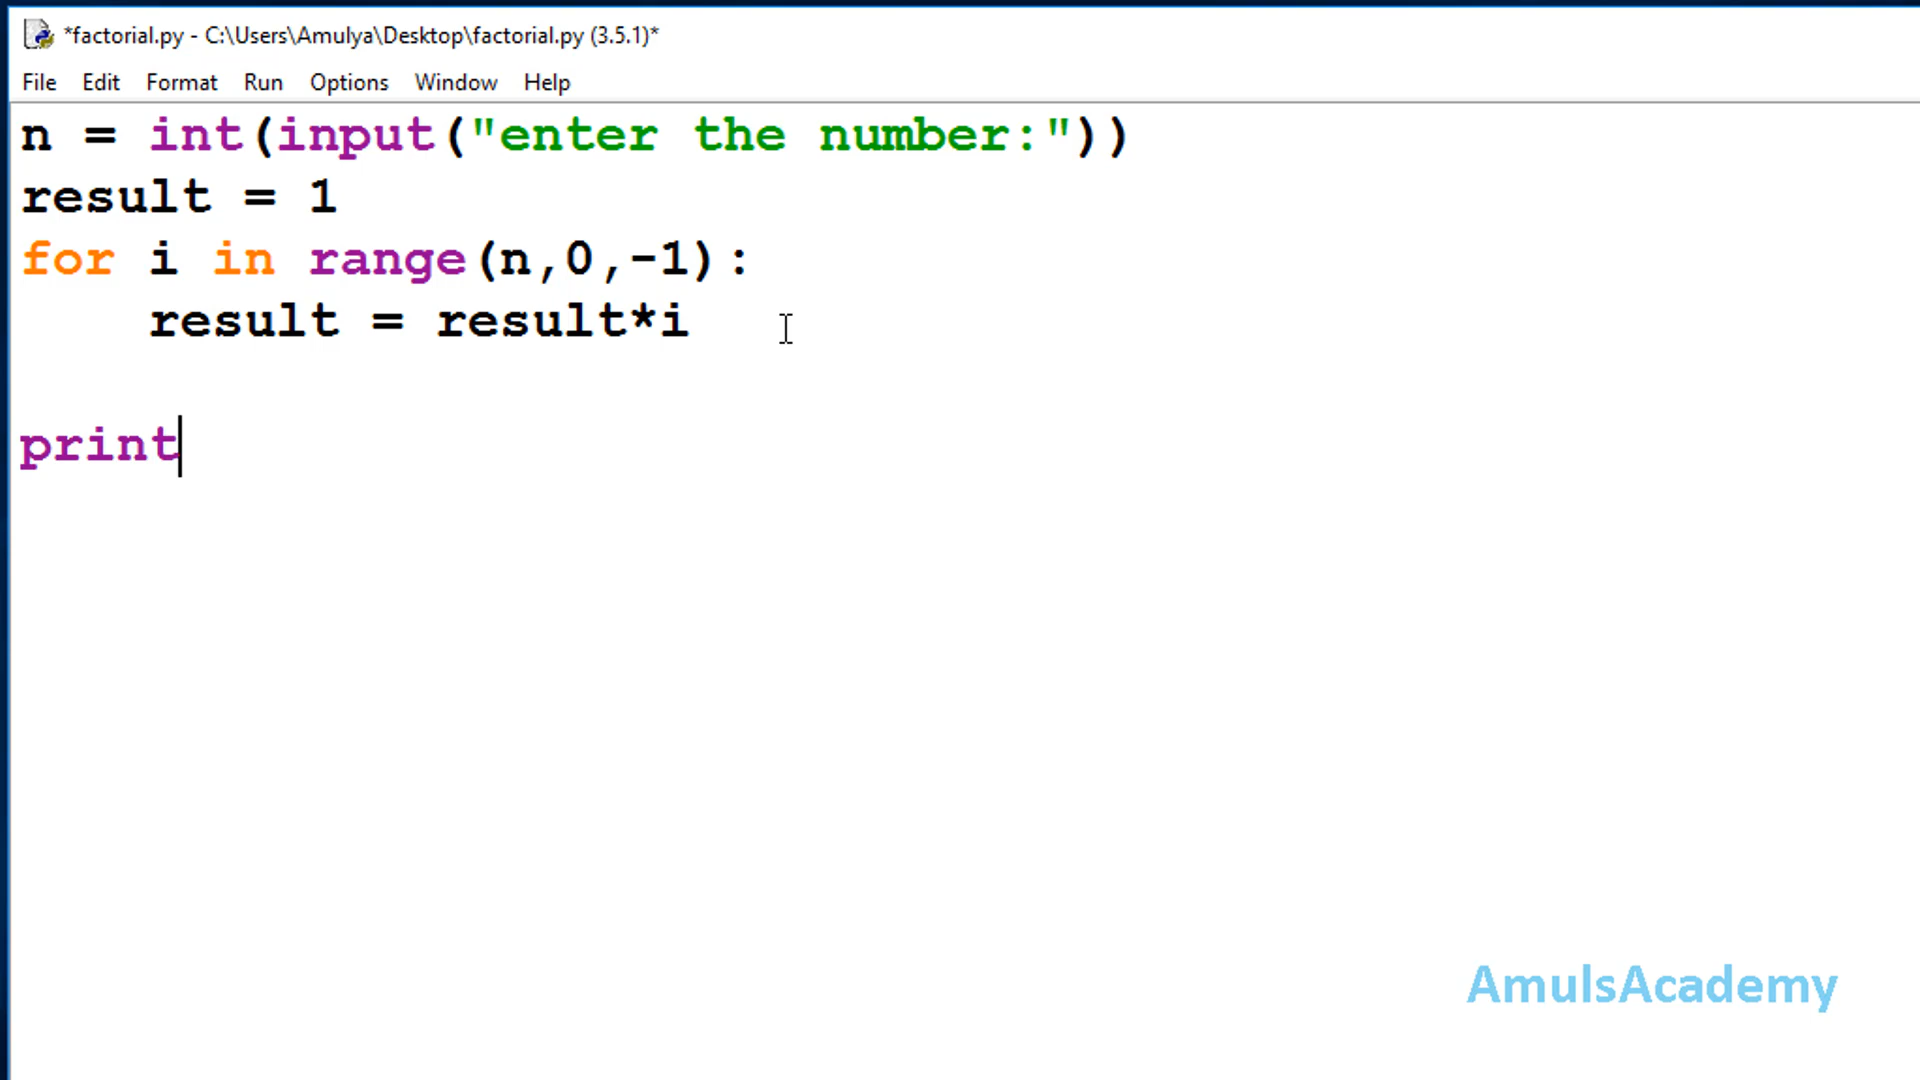 *factorial.py - C:\Users\Amulya\Desktop\factorial.py (3.5.1)*
File Edit Format Run Options Window Help
n = int(input("enter the number:"))
result = 1
for i in range(n,0,-1):
    result = result*i
print
AmulsAcademy